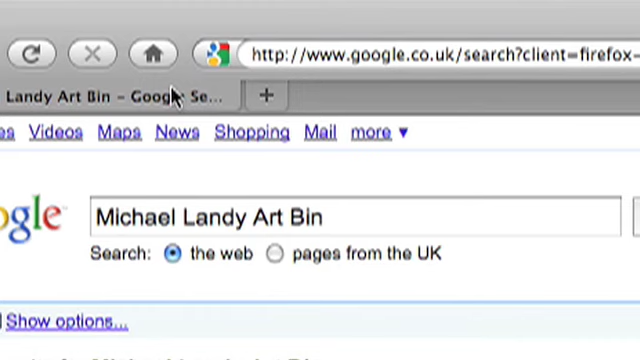 http://www.google.co.uk/search?client=firefox-
Landy Art Bin - Google Se...
Videos Maps News Shopping Mail more ▼
ogle™
Michael Landy Art Bin
Search: the web pages from the UK
Show options...